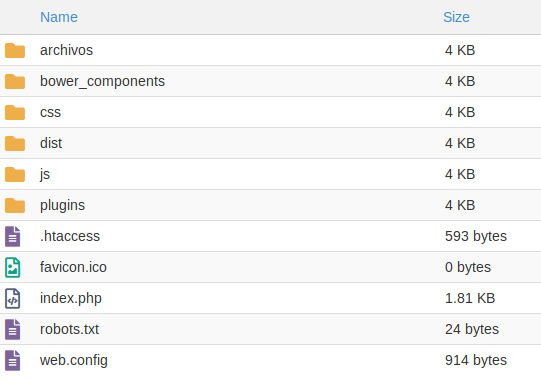 Name Size
archivos 4 KB
bower_components 4 KB
css 4 KB
dist 4 KB
js 4 KB
plugins 4 KB
.htaccess 593 bytes
favicon.ico 0 bytes
index.php 1.81 KB
robots.txt 24 bytes
web.config 914 bytes